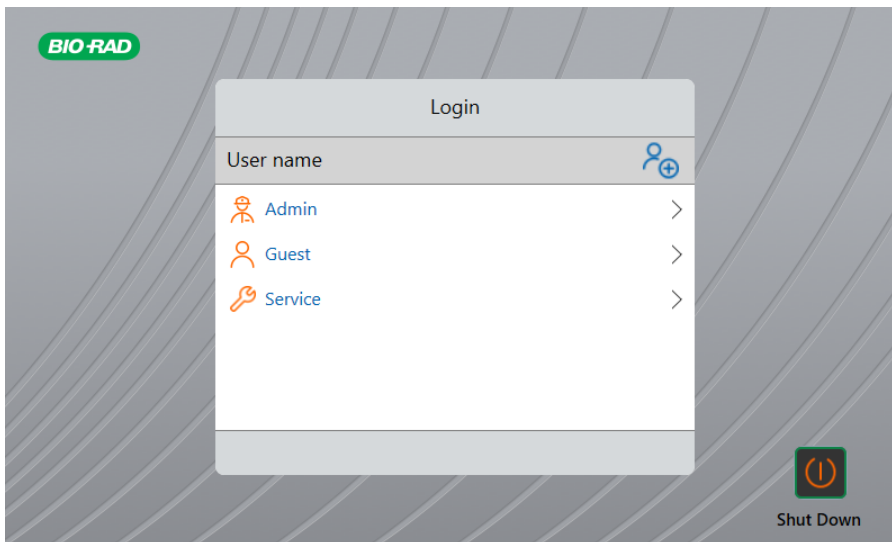 BIO-RAD
Login
User name
Admin
Guest
Service
Shut Down